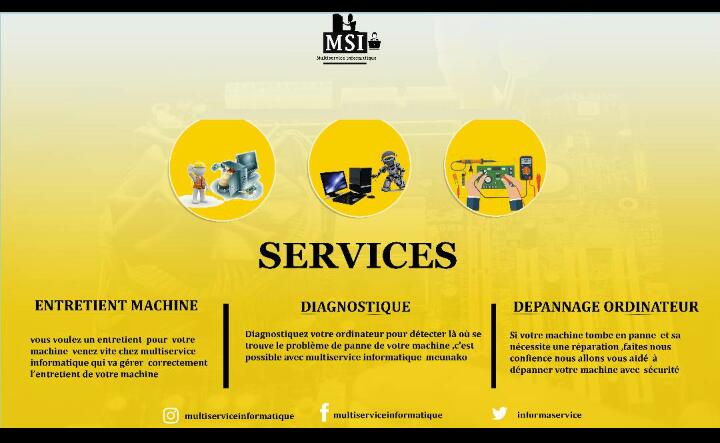 MSI
Multiservice informatique
SERVICES
ENTRETIENT MACHINE
vous voulez un entretient pour votre
machine venez vite chez multiservice
informatique qui va gérer correctement
l'entretient de votre machine
DIAGNOSTIQUE
Diagnostiquez votre ordinateur pour détecter là où se
trouve le problème de panne de votre machine ,c'est
possible avec multiservice informatique meunako
DEPANNAGE ORDINATEUR
Si votre machine tombe en panne et sa
nécessite une réparation ,faites nous
confience nous allons vous aidé à
dépanner votre machine avec sécurité
multiserviceinformatique
multiserviceinformatique
informaservice